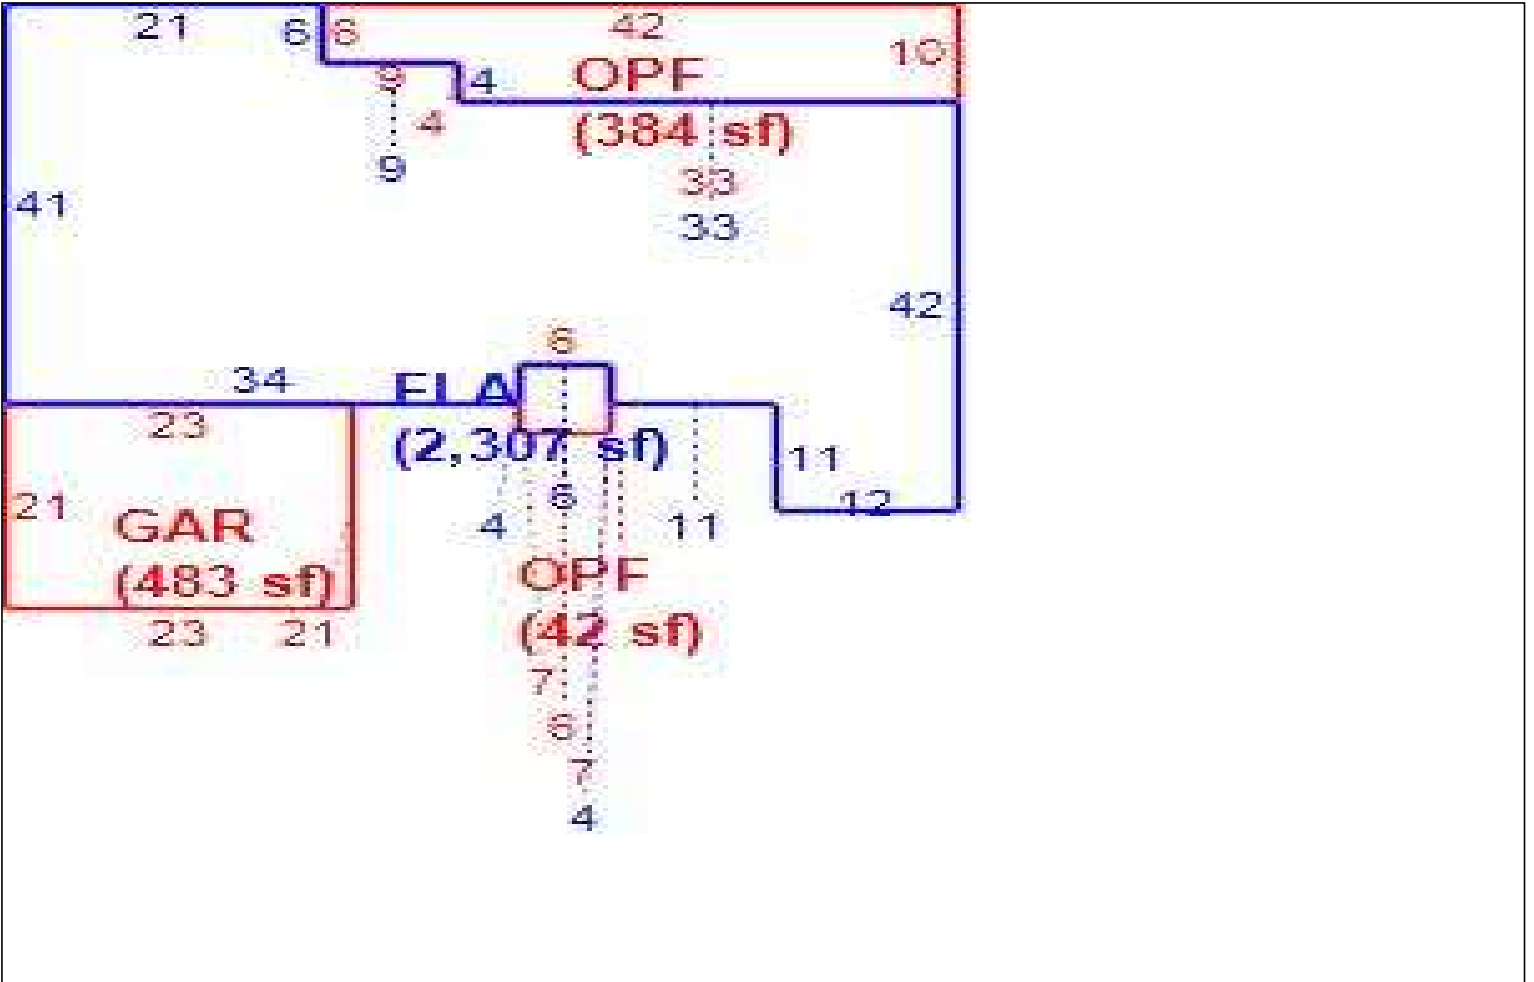 21 6 6 42 10
9 4 OPF
4 (384 sf)
9
33
41 33
42
6
34 FLA
23 (2,307 sf) 11
21 6 12
GAR 4 11
(483 sf) OPF
23 21 (42 sf)
7
6
7
4